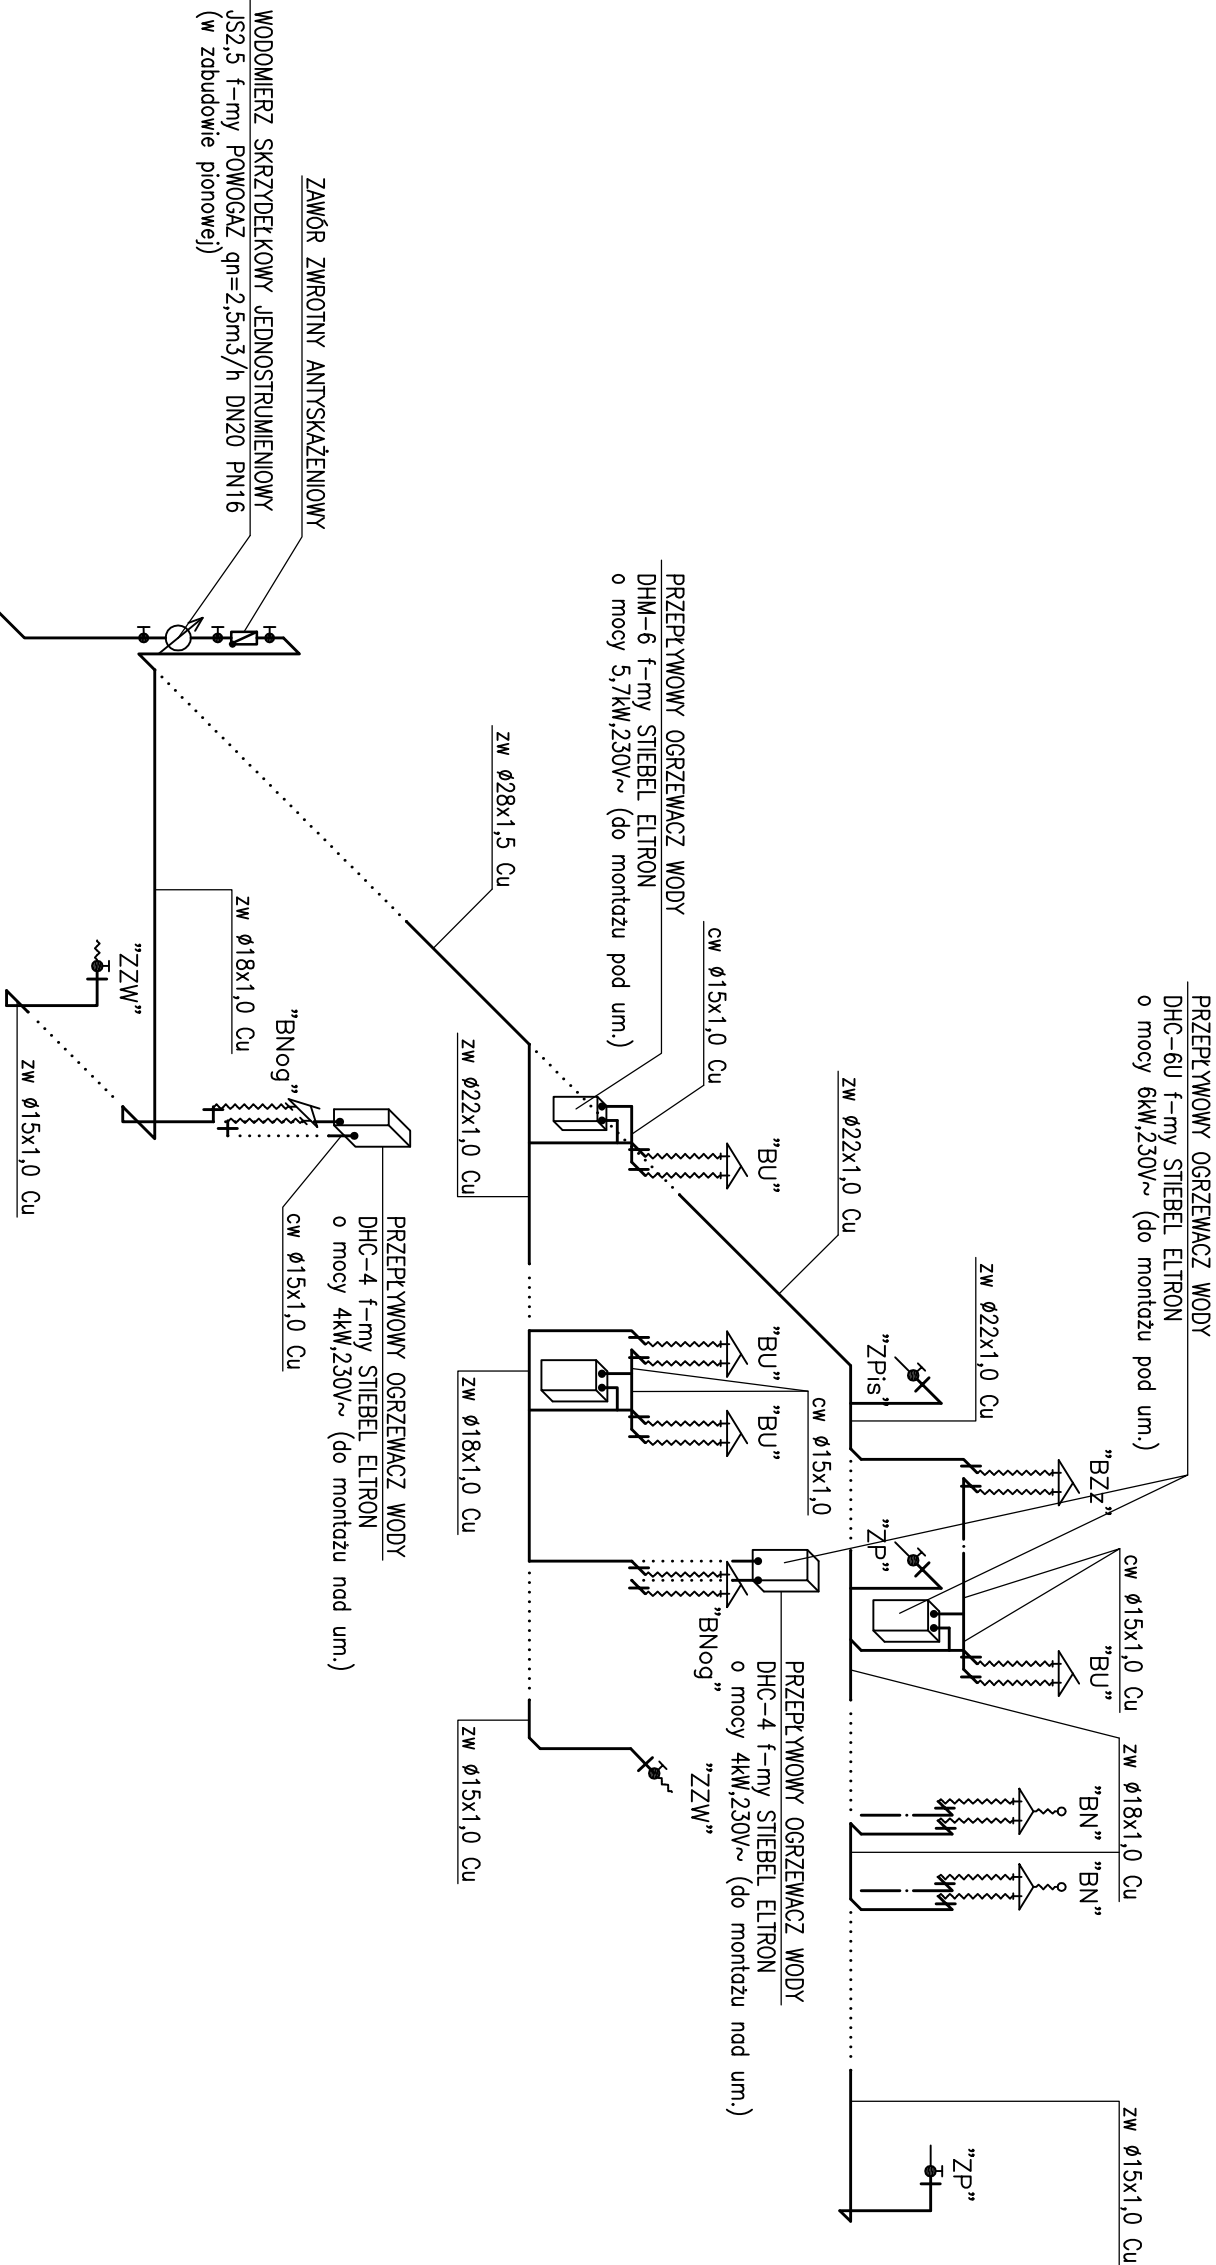 PRZEPŁYWOWY OGRZEWACZ WODY
DHC-6U f-my STIEBEL ELTRON
o mocy 6kW,230V~ (do montażu pod um.)
"BZz"
cw ø15x1,0 Cu
"BU"
zw ø18x1,0 Cu
"BN"
"BN"
zw ø15x1,0 Cu
zw ø22x1,0 Cu
"ZPis"
"ZP"
"ZP"
zw ø22x1,0 Cu
cw ø15x1,0
PRZEPŁYWOWY OGRZEWACZ WODY
DHC-4 f-my STIEBEL ELTRON
o mocy 4kW,230V~ (do montażu nad um.)
"BU"
"BU"
"BU"
"BNog"
"ZZW"
cw ø15x1,0 Cu
PRZEPŁYWOWY OGRZEWACZ WODY
DHM-6 f-my STIEBEL ELTRON
o mocy 5,7kW,230V~ (do montażu pod um.)
zw ø28x1,5 Cu
zw ø22x1,0 Cu
zw ø18x1,0 Cu
zw ø15x1,0 Cu
PRZEPŁYWOWY OGRZEWACZ WODY
DHC-4 f-my STIEBEL ELTRON
o mocy 4kW,230V~ (do montażu nad um.)
ZAWÓR ZWROTNY ANTYSKAŻENIOWY
"BNog"
cw ø15x1,0 Cu
WODOMIERZ SKRZYDEŁKOWY JEDNOSTRUMIENIOWY
JS2,5 f-my POWOGAZ qn=2,5m3/h DN20 PN16
(w zabudowie pionowej)
zw ø18x1,0 Cu
"ZZW"
zw ø15x1,0 Cu